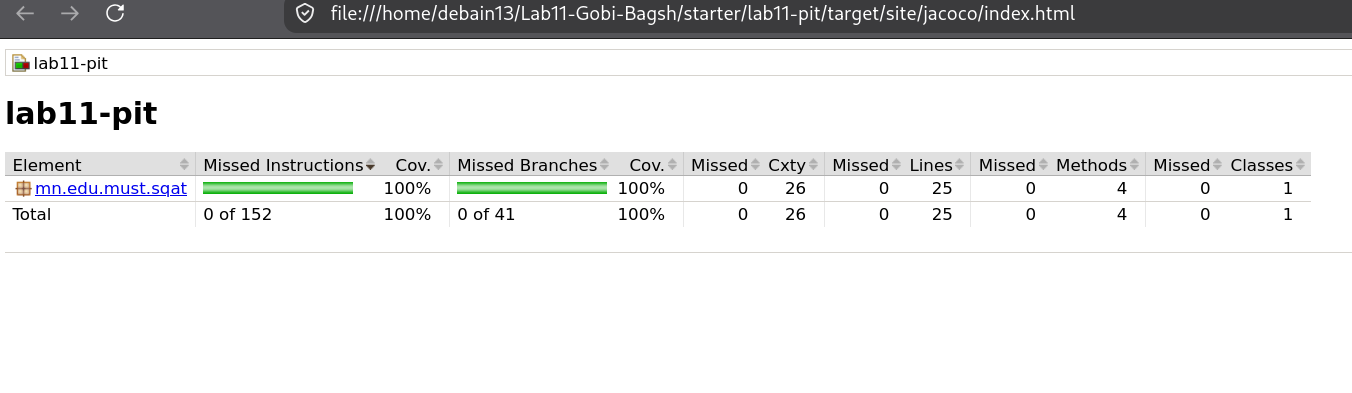 file:///home/debain13/Lab11-Gobi-Bagsh/starter/lab11-pit/target/site/jacoco/index.html
lab11-pit
lab11-pit
Element Missed Instructions Cov. Missed Branches Cov. Missed Cxty Missed Lines Missed Methods Missed Classes
mn.edu.must.sqat 100% 100% 0 26 0 25 0 4 0 1
Total 0 of 152 100% 0 of 41 100% 0 26 0 25 0 4 0 1